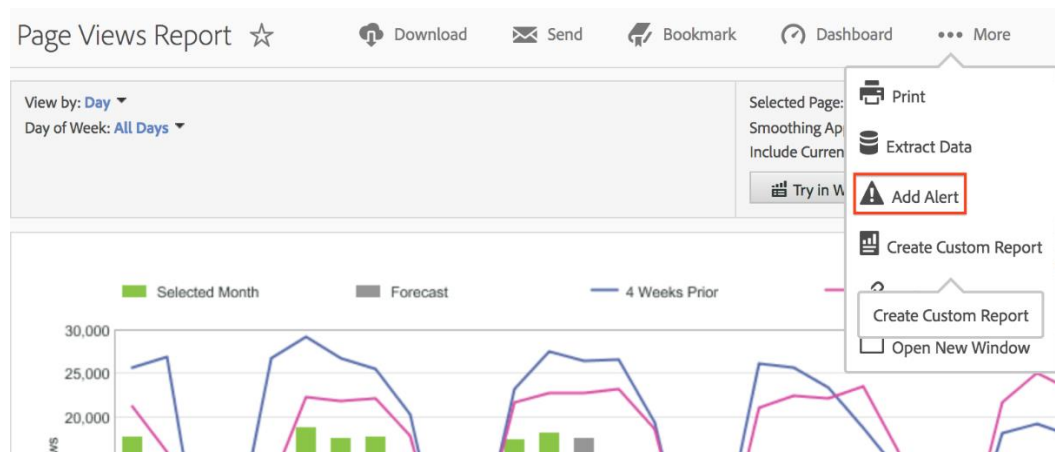 Page Views Report
Download
Send
Bookmark
Dashboard
More
View by: Day
Day of Week: All Days
Selected Page:
Smoothing
Include
Try in
Print
Extract Data
Add Alert
Create Custom Report
Create Custom Report
Open New Window
Selected Month
Forecast
4 Weeks Prior
30,000
25,000
20,000